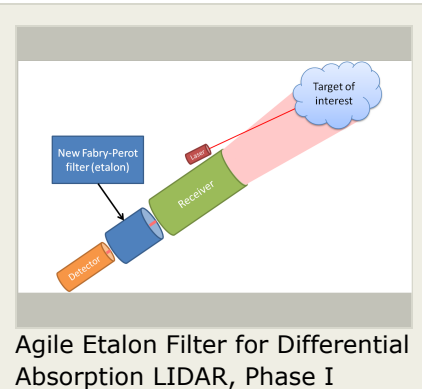 Target of
interest
New Fabry-Perot
filter (etalon)
Laser
Receiver
Detector
Agile Etalon Filter for Differential
Absorption LIDAR, Phase I